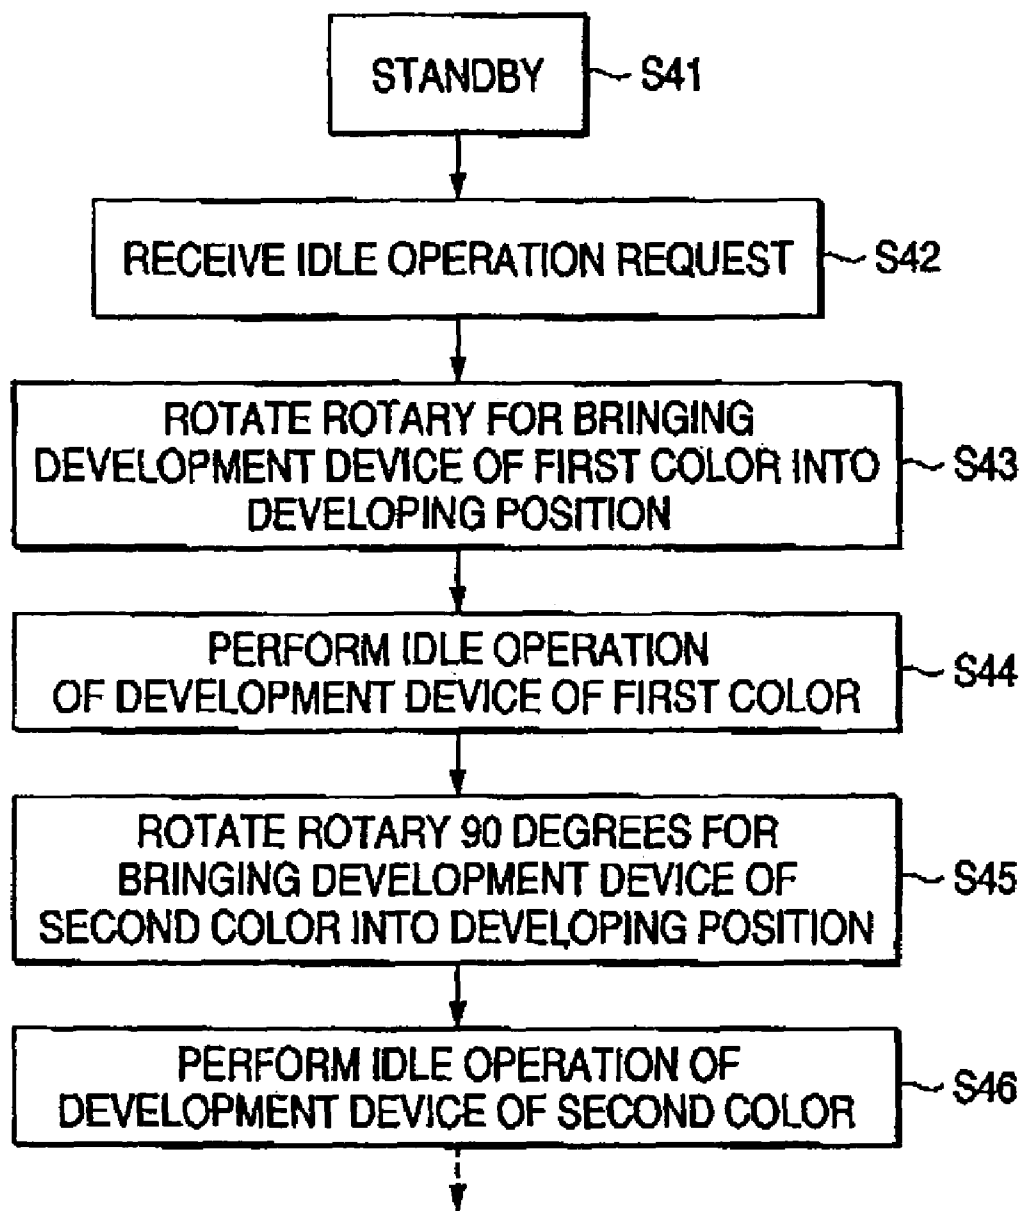 STANDBY
S41
RECEIVE IDLE OPERATION REQUEST
S42
ROTATE ROTARY FOR BRINGING
DEVELOPMENT DEVICE OF FIRST COLOR INTO
DEVELOPING POSITION
S43
PERFORM IDLE OPERATION
OF DEVELOPMENT DEVICE OF FIRST COLOR
S44
ROTATE ROTARY 90 DEGREES FOR
BRINGING DEVELOPMENT DEVICE OF
SECOND COLOR INTO DEVELOPING POSITION
S45
PERFORM IDLE OPERATION OF
DEVELOPMENT DEVICE OF SECOND COLOR
S46